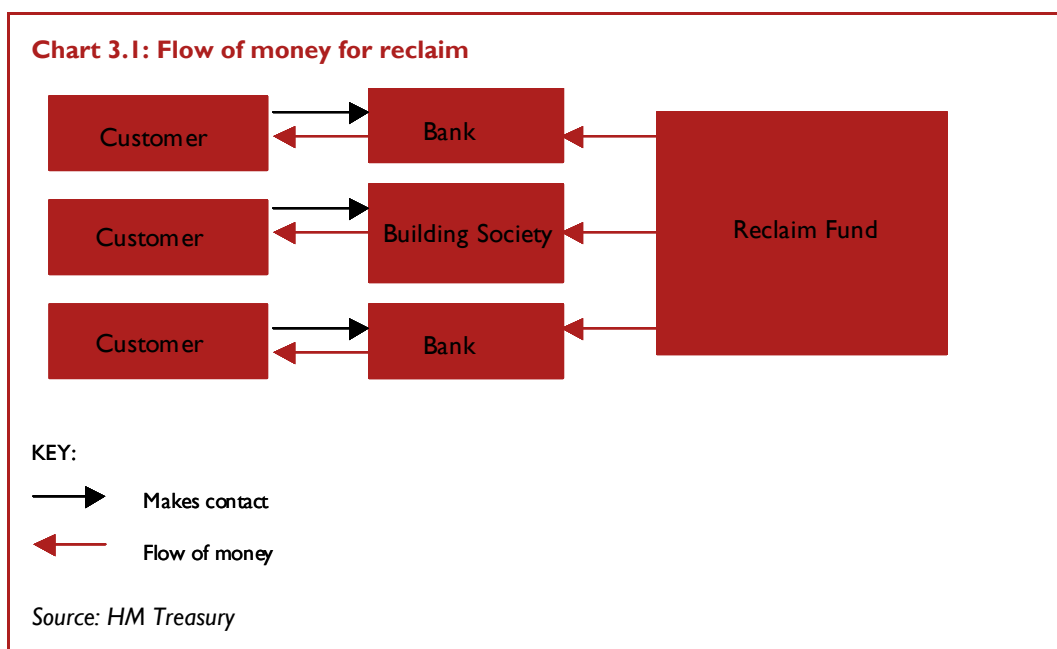 Chart 3.1: Flow of money for reclaim
Customer
Bank
Customer
Building Society
Reclaim Fund
Customer
Bank
KEY:
Makes contact
Flow of money
Source: HM Treasury